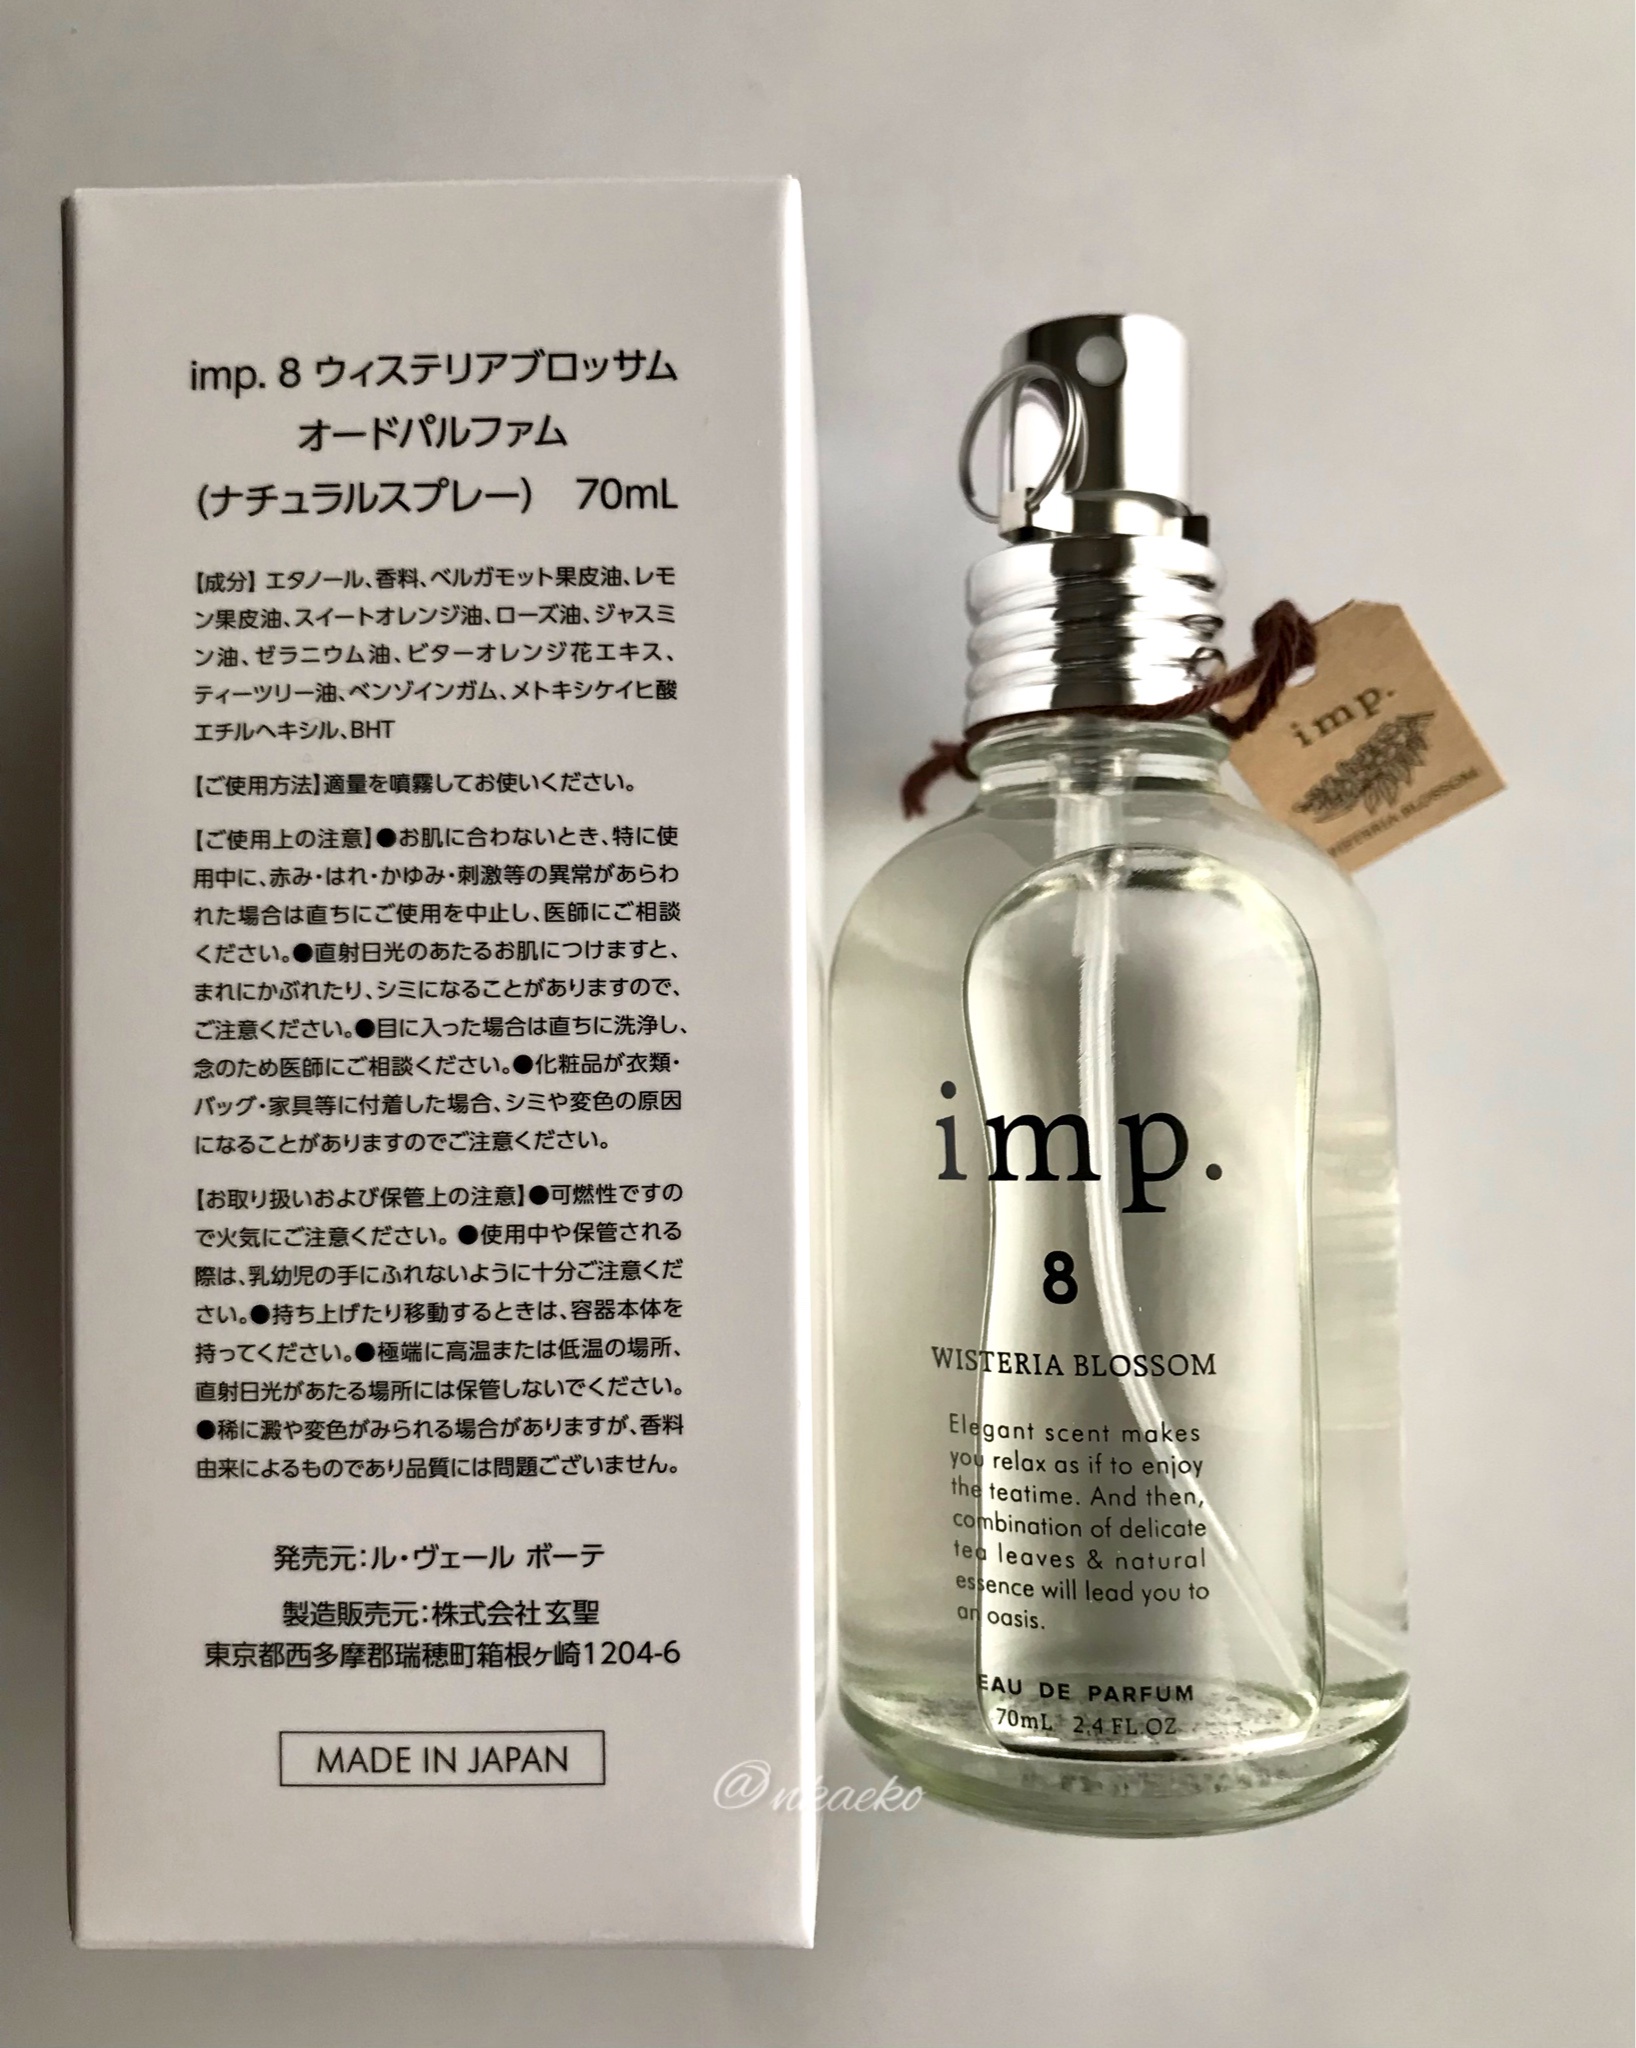 imp. 8 ウィステリアブロッサム
オードパルファム
(ナチュラルスプレー)　70mL
【成分】エタノール、香料、ベルガモット果皮油、レモ
ン果皮油、スイートオレンジ油、ローズ油、ジャスミ
ン油、ゼラニウム油、ビターオレンジ花エキス、
ティーツリー油、ベンゾインガム、メトキシケイヒ酸
エチルヘキシル、BHT
【ご使用方法】適量を噴霧してお使いください。
【ご使用上の注意】●お肌に合わないとき、特に使
用中に、赤み・はれ・かゆみ・刺激等の異常があらわ
れた場合は直ちにご使用を中止し、医師にご相談
ください。●直射日光のあたるお肌につけますと、
まれにかぶれたり、シミになることがありますので、
ご注意ください。●目に入った場合は直ちに洗浄し、
念のため医師にご相談ください。●化粧品が衣類・
バッグ・家具等に付着した場合、シミや変色の原因
になることがありますのでご注意ください。
【お取り扱いおよび保管上の注意】●可燃性ですの
で火気にご注意ください。●使用中や保管される
際は、乳幼児の手にふれないように十分ご注意くだ
さい。●持ち上げたり移動するときは、容器本体を
持ってください。●極端に高温または低温の場所、
直射日光があたる場所には保管しないでください。
●稀に澱や変色がみられる場合がありますが、香料
由来によるものであり品質には問題ございません。
発売元:ル・ヴェール ボーテ
製造販売元:株式会社玄聖
東京都西多摩郡瑞穂町箱根ヶ崎1204-6
MADE IN JAPAN
imp.
WISTERIA BLOSSOM
imp.
8
WISTERIA BLOSSOM
Elegant scent makes
you relax as if to enjoy
the teatime. And then,
combination of delicate
tea leaves & natural
essence will lead you to
an oasis.
EAU DE PARFUM
70mL 2.4 FL.OZ
@nkaeko